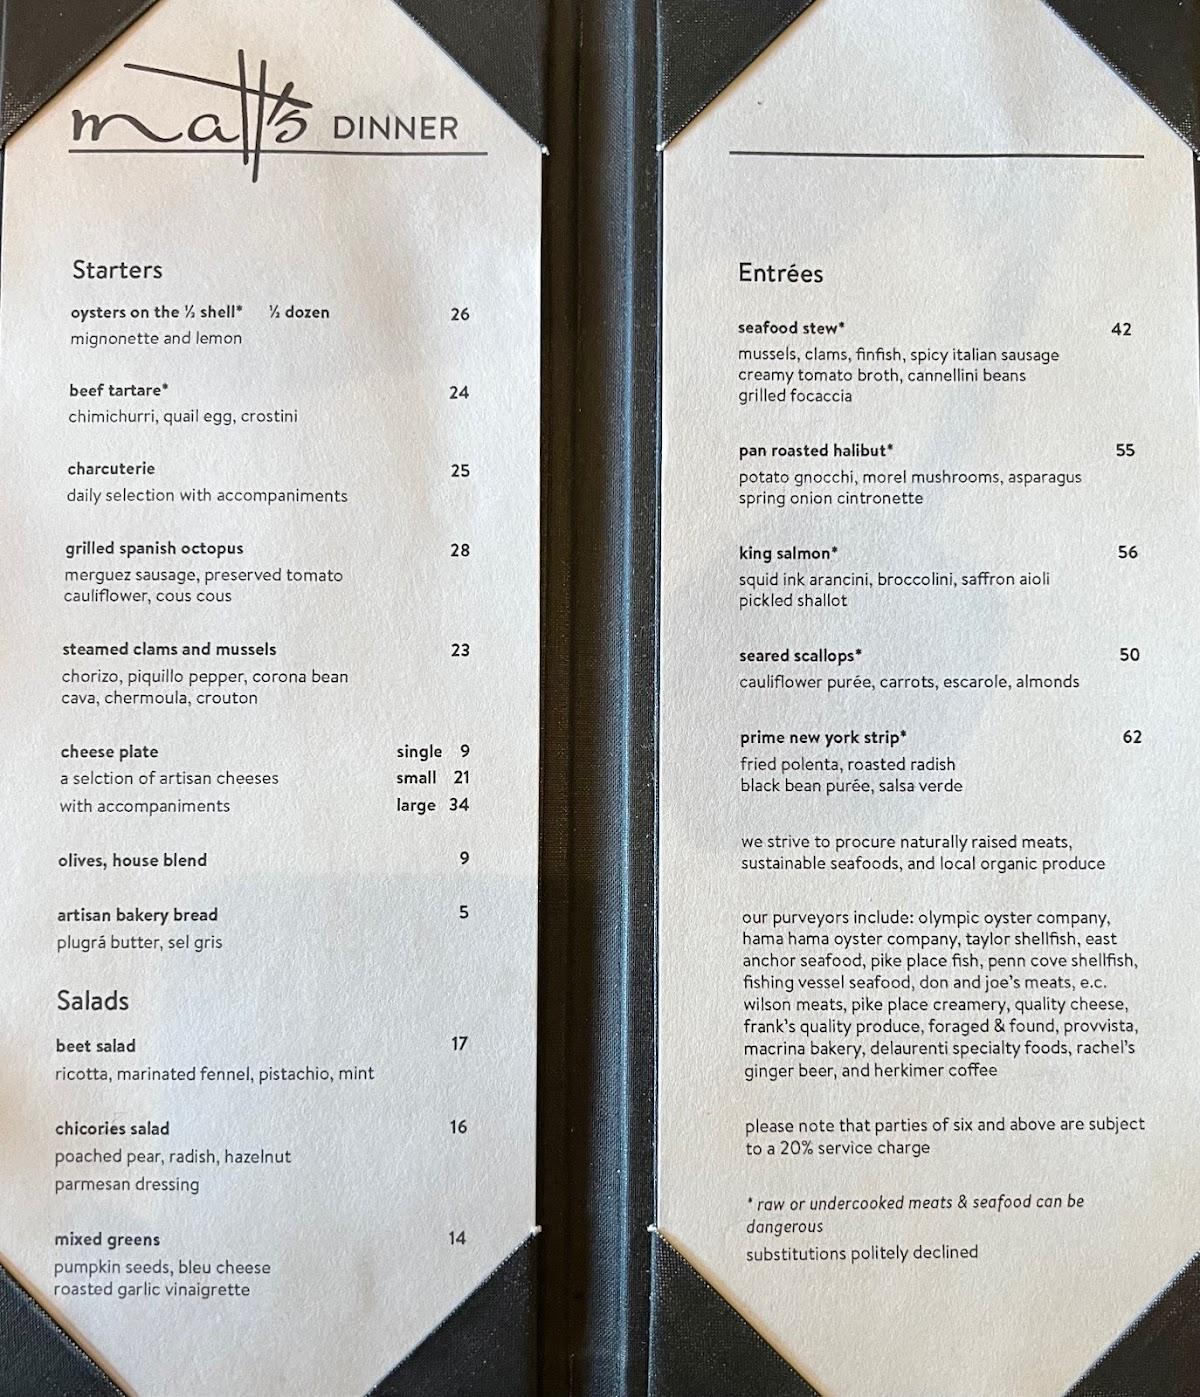 matt's DINNER
Starters
oysters on the ½ shell* ½ dozen 26
mignonette and lemon
beef tartare* 24
chimichurri, quail egg, crostini
charcuterie 25
daily selection with accompaniments
grilled spanish octopus 28
merguez sausage, preserved tomato
cauliflower, cous cous
steamed clams and mussels 23
chorizo, piquillo pepper, corona bean
cava, chermoula, crouton
cheese plate single 9
a selction of artisan cheeses small 21
with accompaniments large 34
olives, house blend 9
artisan bakery bread 5
plugrá butter, sel gris
Salads
beet salad 17
ricotta, marinated fennel, pistachio, mint
chicories salad 16
poached pear, radish, hazelnut
parmesan dressing
mixed greens 14
pumpkin seeds, bleu cheese
roasted garlic vinaigrette
Entrées
seafood stew* 42
mussels, clams, finfish, spicy italian sausage
creamy tomato broth, cannellini beans
grilled focaccia
pan roasted halibut* 55
potato gnocchi, morel mushrooms, asparagus
spring onion cintronette
king salmon* 56
squid ink arancini, broccolini, saffron aioli
pickled shallot
seared scallops* 50
cauliflower purée, carrots, escarole, almonds
prime new york strip* 62
fried polenta, roasted radish
black bean purée, salsa verde
we strive to procure naturally raised meats,
sustainable seafoods, and local organic produce
our purveyors include: olympic oyster company,
hama hama oyster company, taylor shellfish, east
anchor seafood, pike place fish, penn cove shellfish,
fishing vessel seafood, don and joe's meats, e.c.
wilson meats, pike place creamery, quality cheese,
frank's quality produce, foraged & found, provvista,
macrina bakery, delaurenti specialty foods, rachel's
ginger beer, and herkimer coffee
please note that parties of six and above are subject
to a 20% service charge
* raw or undercooked meats & seafood can be
dangerous
substitutions politely declined